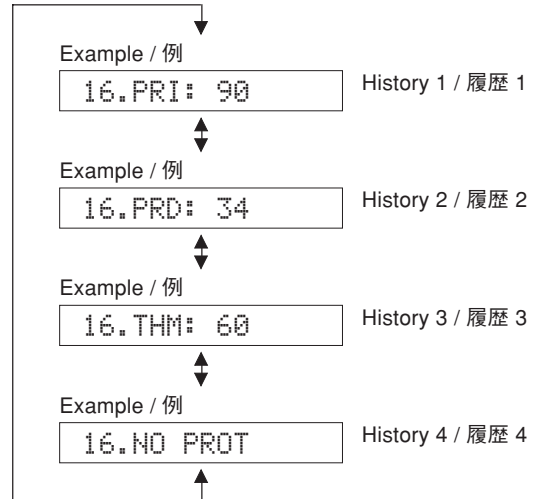 Example / 例
16.PRI: 90
History 1 / 履歴 1
Example / 例
16.PRD: 34
History 2 / 履歴 2
Example / 例
16.THM: 60
History 3 / 履歴 3
Example / 例
16.NO PROT
History 4 / 履歴 4